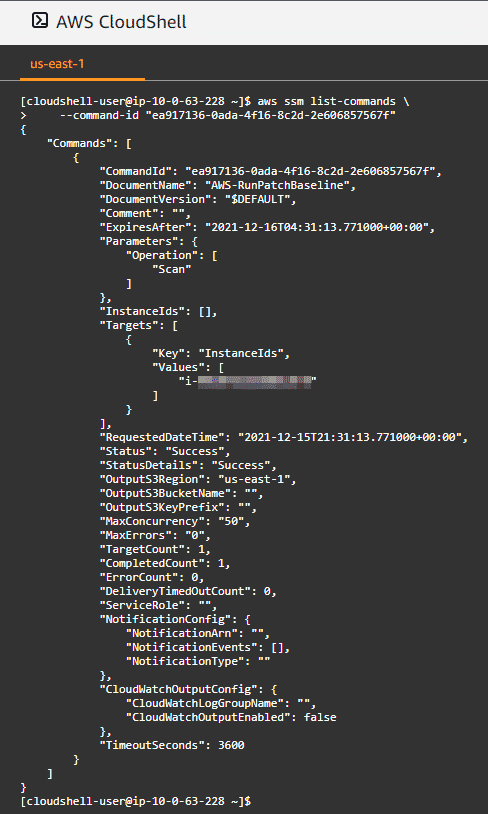 AWS CloudShell
us-east-1
[cloudshell-user@ip-10-0-63-228 ~]$ aws ssm list-commands \
>     --command-id "ea917136-0ada-4f16-8c2d-2e606857567f"
{
    "Commands": [
        {
            "CommandId": "ea917136-0ada-4f16-8c2d-2e606857567f",
            "DocumentName": "AWS-RunPatchBaseline",
            "DocumentVersion": "$DEFAULT",
            "Comment": "",
            "ExpiresAfter": "2021-12-16T04:31:13.771000+00:00",
            "Parameters": {
                "Operation": [
                    "Scan"
                ]
            },
            "InstanceIds": [],
            "Targets": [
                {
                    "Key": "InstanceIds",
                    "Values": [
                        "i-"
                    ]
                }
            ],
            "RequestedDateTime": "2021-12-15T21:31:13.771000+00:00",
            "Status": "Success",
            "StatusDetails": "Success",
            "OutputS3Region": "us-east-1",
            "OutputS3BucketName": "",
            "OutputS3KeyPrefix": "",
            "MaxConcurrency": "50",
            "MaxErrors": "0",
            "TargetCount": 1,
            "CompletedCount": 1,
            "ErrorCount": 0,
            "DeliveryTimedOutCount": 0,
            "ServiceRole": "",
            "NotificationConfig": {
                "NotificationArn": "",
                "NotificationEvents": [],
                "NotificationType": ""
            },
            "CloudWatchOutputConfig": {
                "CloudWatchLogGroupName": "",
                "CloudWatchOutputEnabled": false
            },
            "TimeoutSeconds": 3600
        }
    ]
}
[cloudshell-user@ip-10-0-63-228 ~]$